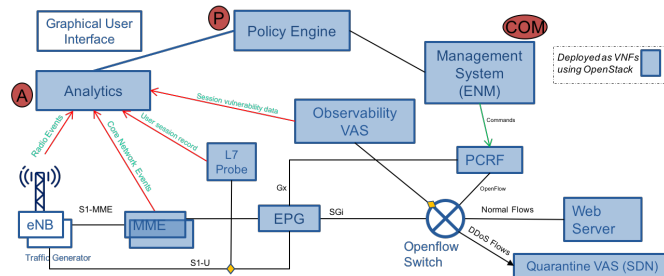 Graphical User
Interface
P
Policy Engine
COM
Management
System
(ENM)
Deployed as VNFs
using OpenStack
A
Analytics
Session vulnerability data
Observability
VAS
Commands
Radio Events
Core Network
Events
User session
record
L7
Probe
PCRF
Gx
OpenFlow
eNB
S1-MME
MME
EPG
SGi
Normal Flows
Web
Server
Traffic Generator
S1-U
Openflow
Switch
DDoS Flows
Quarantine VAS (SDN)